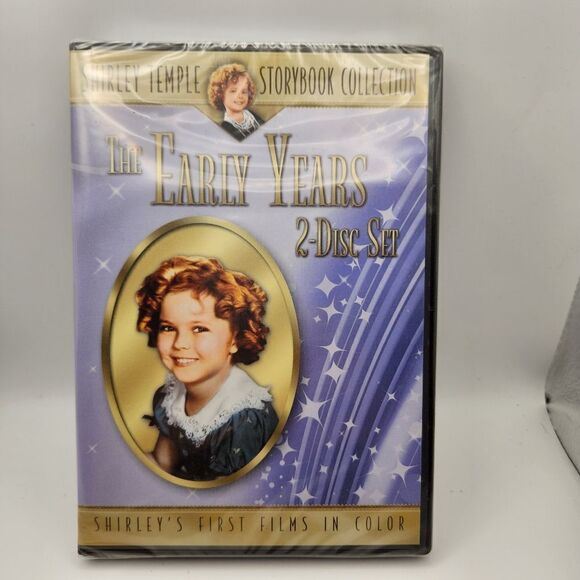 SHIRLEY TEMPLE STORYBOOK COLLECTION
THE EARLY YEARS
2-DISC SET
SHIRLEY'S FIRST FILMS IN COLOR